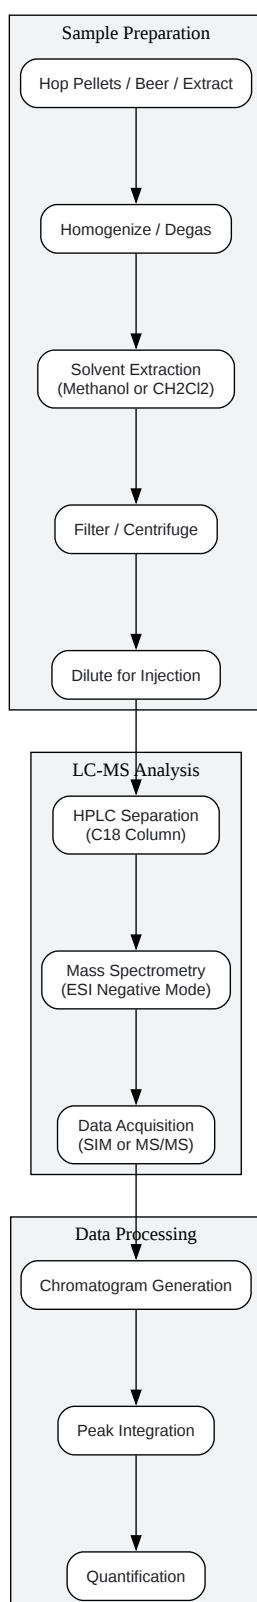 Sample Preparation
Hop Pellets / Beer / Extract
Homogenize / Degas
Solvent Extraction
(Methanol or CH2Cl2)
Filter / Centrifuge
Dilute for Injection
LC-MS Analysis
HPLC Separation
(C18 Column)
Mass Spectrometry
(ESI Negative Mode)
Data Acquisition
(SIM or MS/MS)
Data Processing
Chromatogram Generation
Peak Integration
Quantification